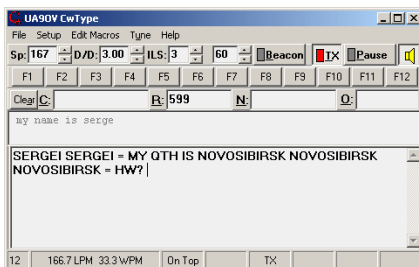 UA9OV CwType
File Setup Edit Macros Tune Help
Sp: 167 D/D: 3.00 ILS: 3 60 Beacon TX Pause
F1 F2 F3 F4 F5 F6 F7 F8 F9 F10 F11 F12
Clear C: R: 599 N: O:
my name is serge
SERGEI SERGEI = MY QTH IS NOVOSIBIRSK NOVOSIBIRSK
NOVOSIBIRSK = HW?
12 166.7 LPM 33.3 WPM On Top TX